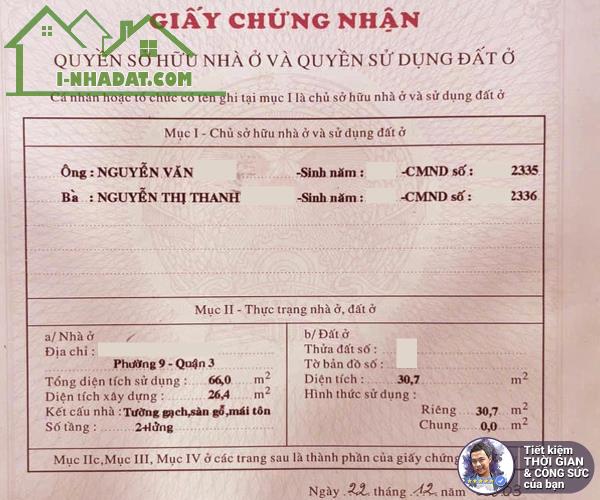 GIẤY CHỨNG NHẬN
QUYỀN SỞ HỮU NHÀ Ở VÀ QUYỀN SỬ DỤNG ĐẤT Ở
I-NHADAT.COM
Cá nhân hoặc tổ chức có tên ghi tại mục I là chủ sở hữu nhà ở và sử dụng đất ở
Mục I - Chủ sở hữu nhà ở và sử dụng đất ở
Ông : NGUYỄN VĂN -Sinh năm : -CMND số : 2335
Bà : NGUYỄN THỊ THANH -Sinh năm : -CMND số : 2336
Mục II - Thực trạng nhà ở, đất ở
a/ Nhà ở
Địa chỉ :
Phường 9 - Quận 3
Tổng diện tích sử dụng : 66,0 m2
Diện tích xây dựng : 26,4 m2
Kết cấu nhà : Tường gạch,sàn gỗ,mái tôn
Số tầng : 2+lửng
b/ Đất ở
Thửa đất số :
Tờ bản đồ số :
Diện tích : 30,7 m2
Hình thức sử dụng :
Riêng : 30,7 m2
Chung : 0,0 m2
Mục IIc,Mục III, Mục IV ở các trang sau là thành phần của giấy chứng
Ngày 22 tháng 12 năm
Tiết kiệm
THỜI GIAN
& CÔNG SỨC
của bạn